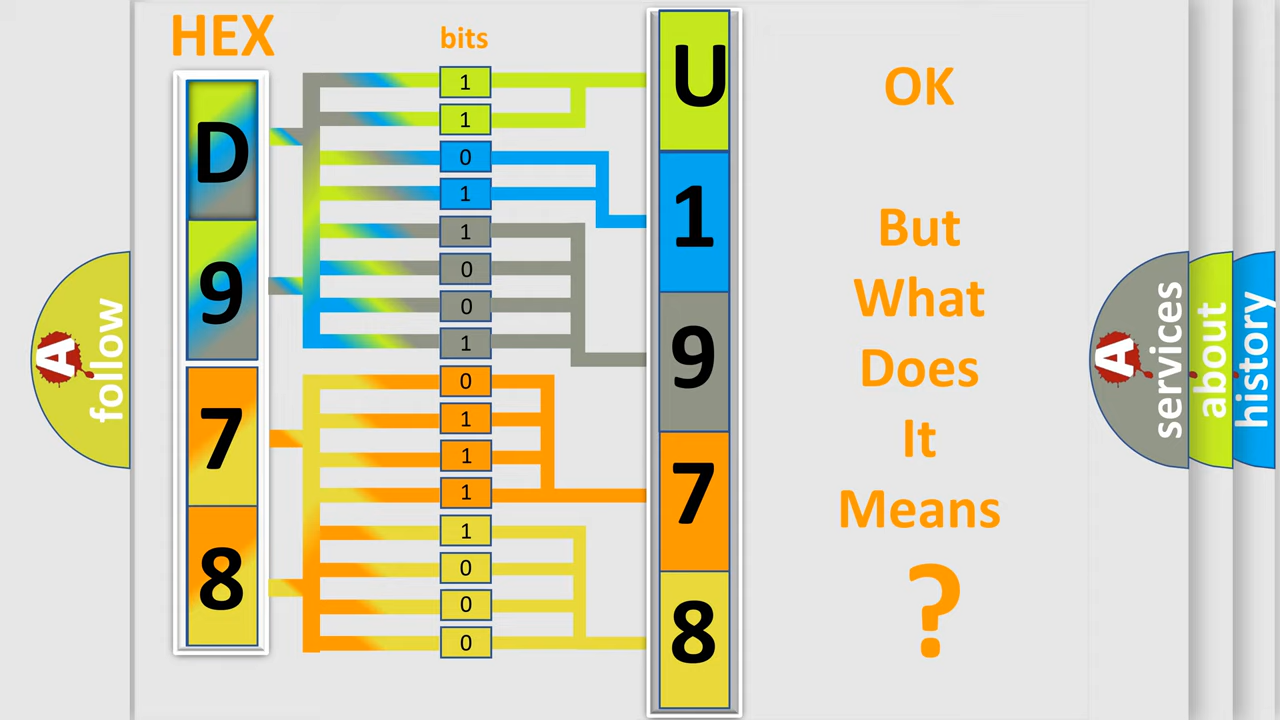 HEX
bits
D
9
7
8
1
1
0
1
1
0
0
1
0
1
1
1
1
0
0
0
U
1
9
7
8
OK
But
What
Does
It
Means
?
A
follow
A
services
about
history